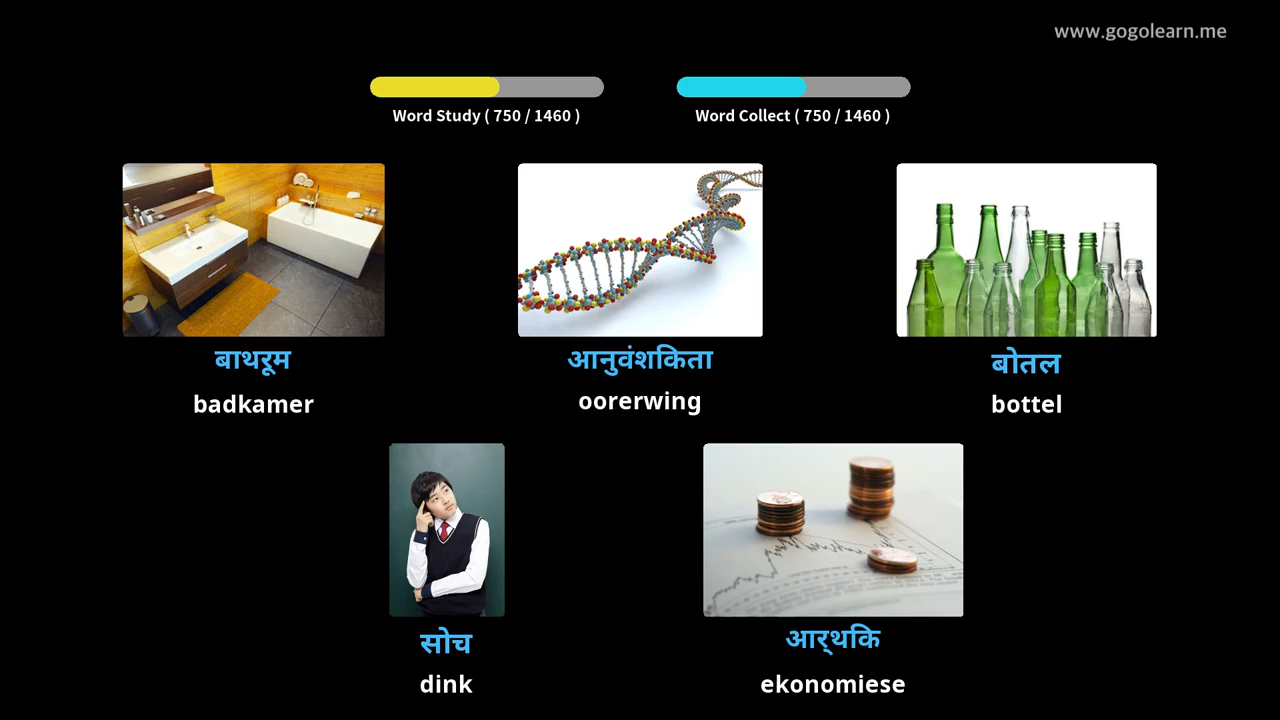 www.gogolearn.me
Word Study ( 750 / 1460 )
Word Collect ( 750 / 1460 )
बाथरूम
आनुवंशकिता
बोतल
badkamer
oorerwing
bottel
सोच
आर्थकि
dink
ekonomiese